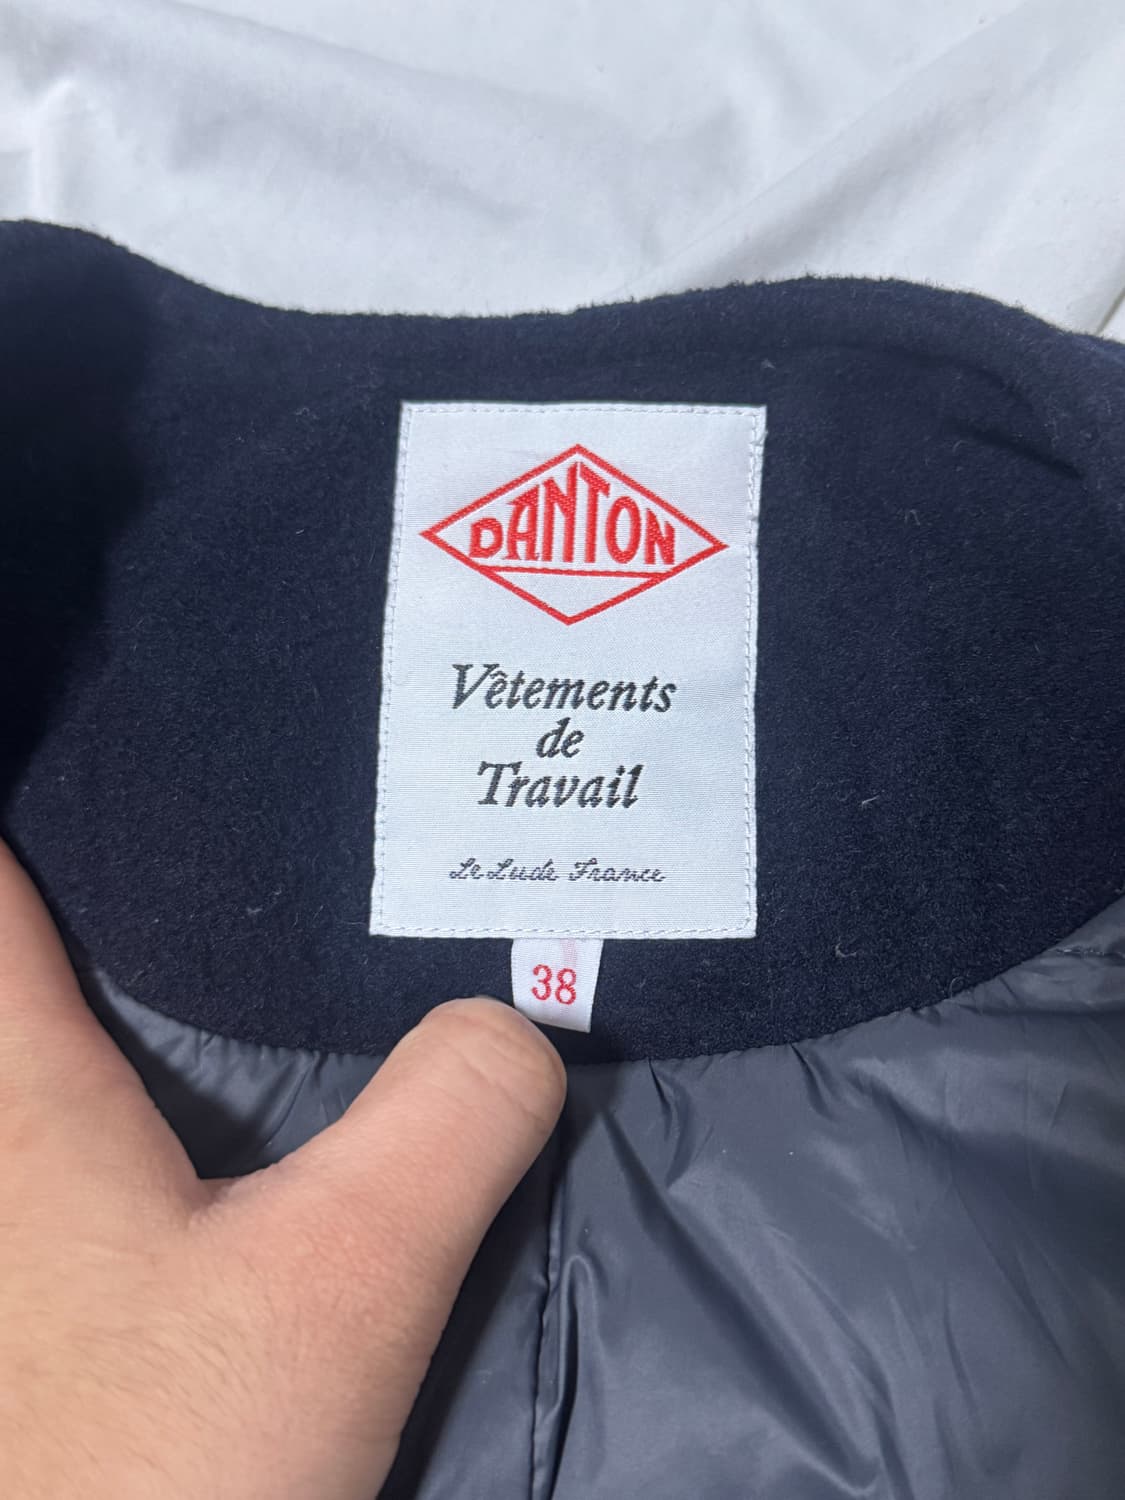 DANTON
Vêtements
de
Travail
Le Lude France
38